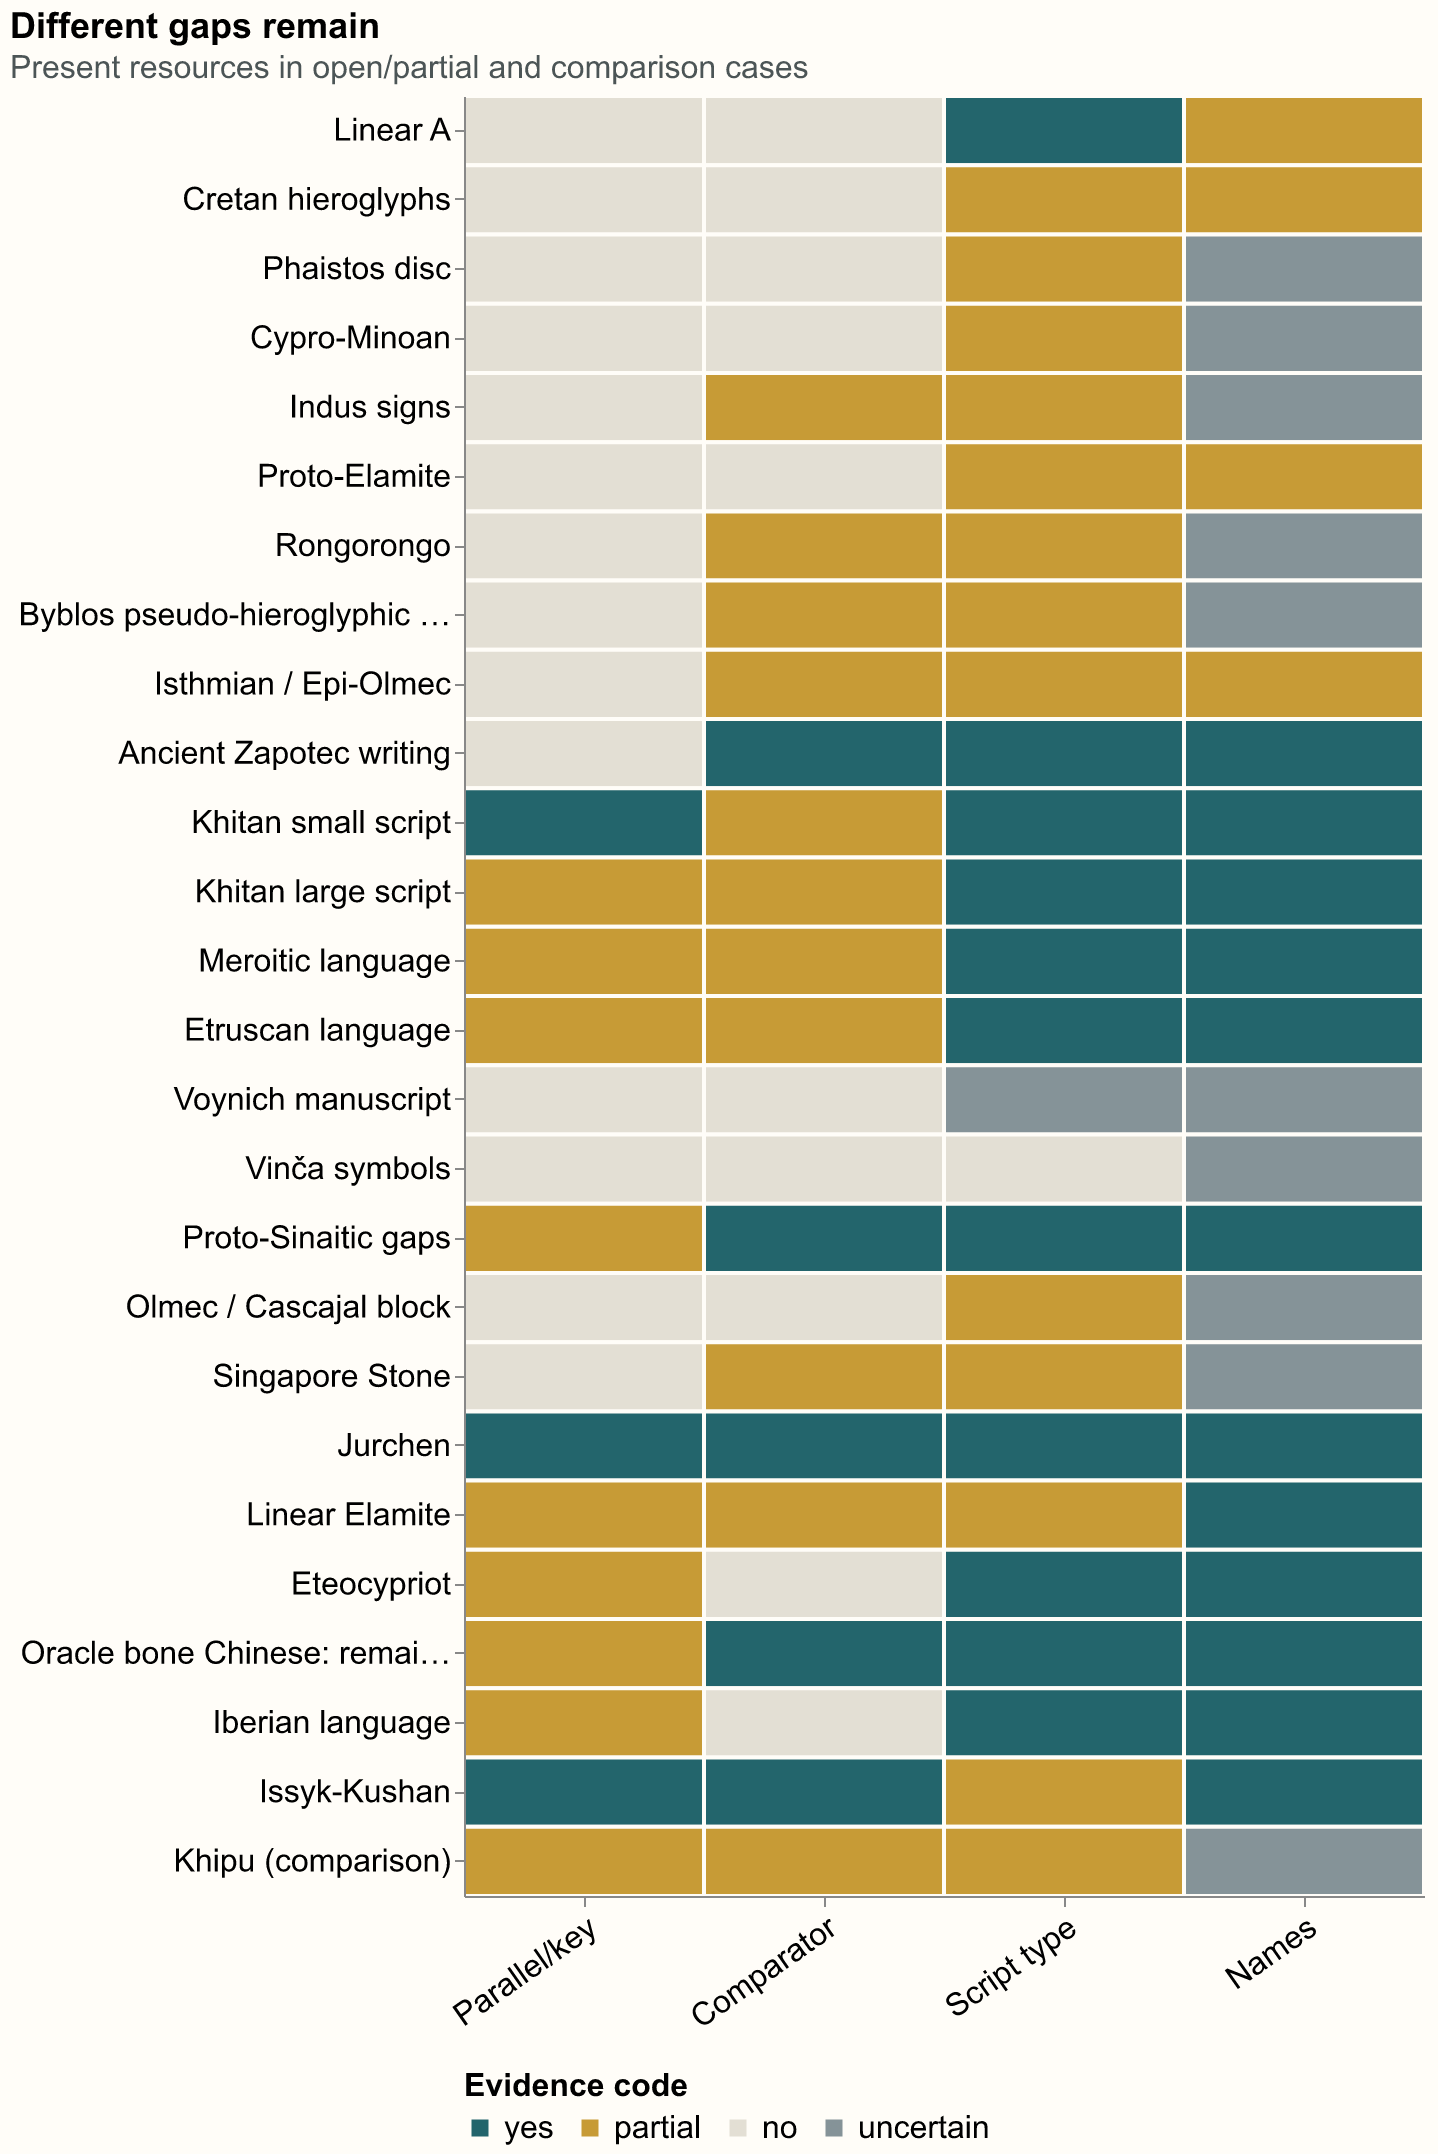 Different gaps remain
Present resources in open/partial and comparison cases
Linear A
Cretan hieroglyphs
Phaistos disc
Cypro-Minoan
Indus signs
Proto-Elamite
Rongorongo
Byblos pseudo-hieroglyphic …
Isthmian / Epi-Olmec
Ancient Zapotec writing
Khitan small script
Khitan large script
Meroitic language
Etruscan language
Voynich manuscript
Vinča symbols
Proto-Sinaitic gaps
Olmec / Cascajal block
Singapore Stone
Jurchen
Linear Elamite
Eteocypriot
Oracle bone Chinese: remai…
Iberian language
Issyk-Kushan
Khipu (comparison)
Parallel/key Comparator Script type Names
Evidence code
yes partial no uncertain